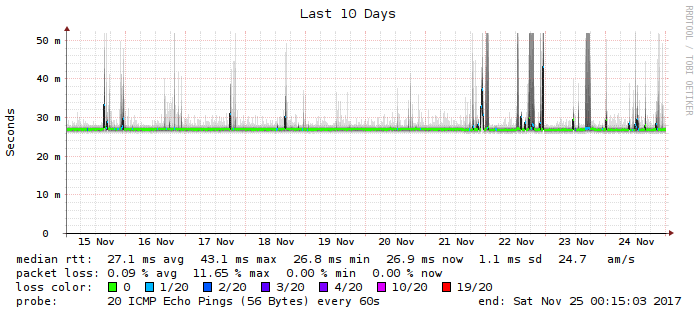 Last 10 Days
RRDTOOL / TOBI OETIKER
Seconds
50 m
40 m
30 m
20 m
10 m
0
15 Nov 16 Nov 17 Nov 18 Nov 19 Nov 20 Nov 21 Nov 22 Nov 23 Nov 24 Nov
median rtt: 27.1 ms avg 43.1 ms max 26.8 ms min 26.9 ms now 1.1 ms sd 24.7 am/s
packet loss: 0.09 % avg 11.65 % max 0.00 % min 0.00 % now
loss color: 0 1/20 2/20 3/20 4/20 10/20 19/20
probe: 20 ICMP Echo Pings (56 Bytes) every 60s end: Sat Nov 25 00:15:03 2017